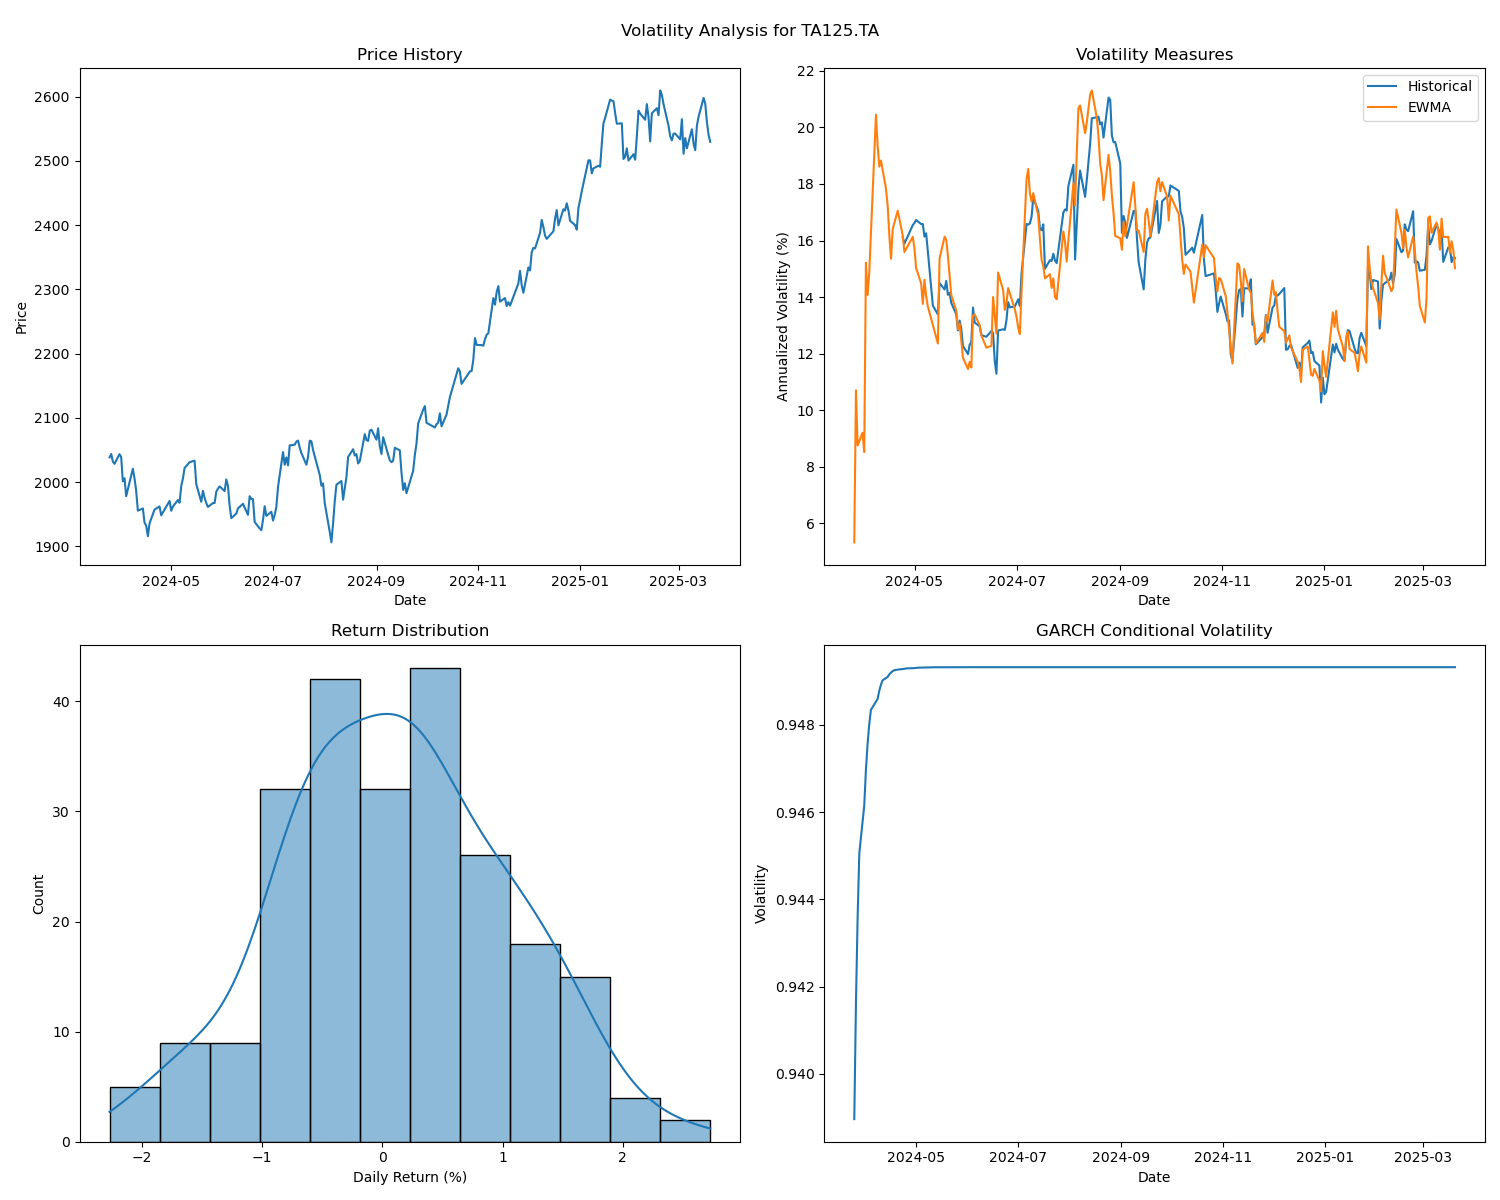 Volatility Analysis for TA125.TA
Price History
2600
2500
2400
2300
2200
2100
2000
1900
Price
2024-05 2024-07 2024-09 2024-11 2025-01 2025-03
Date
Volatility Measures
Historical
EWMA
22
20
18
16
14
12
10
8
6
Annualized Volatility (%)
2024-05 2024-07 2024-09 2024-11 2025-01 2025-03
Date
Return Distribution
40
30
20
10
0
Count
−2 −1 0 1 2
Daily Return (%)
GARCH Conditional Volatility
0.948
0.946
0.944
0.942
0.940
Volatility
2024-05 2024-07 2024-09 2024-11 2025-01 2025-03
Date